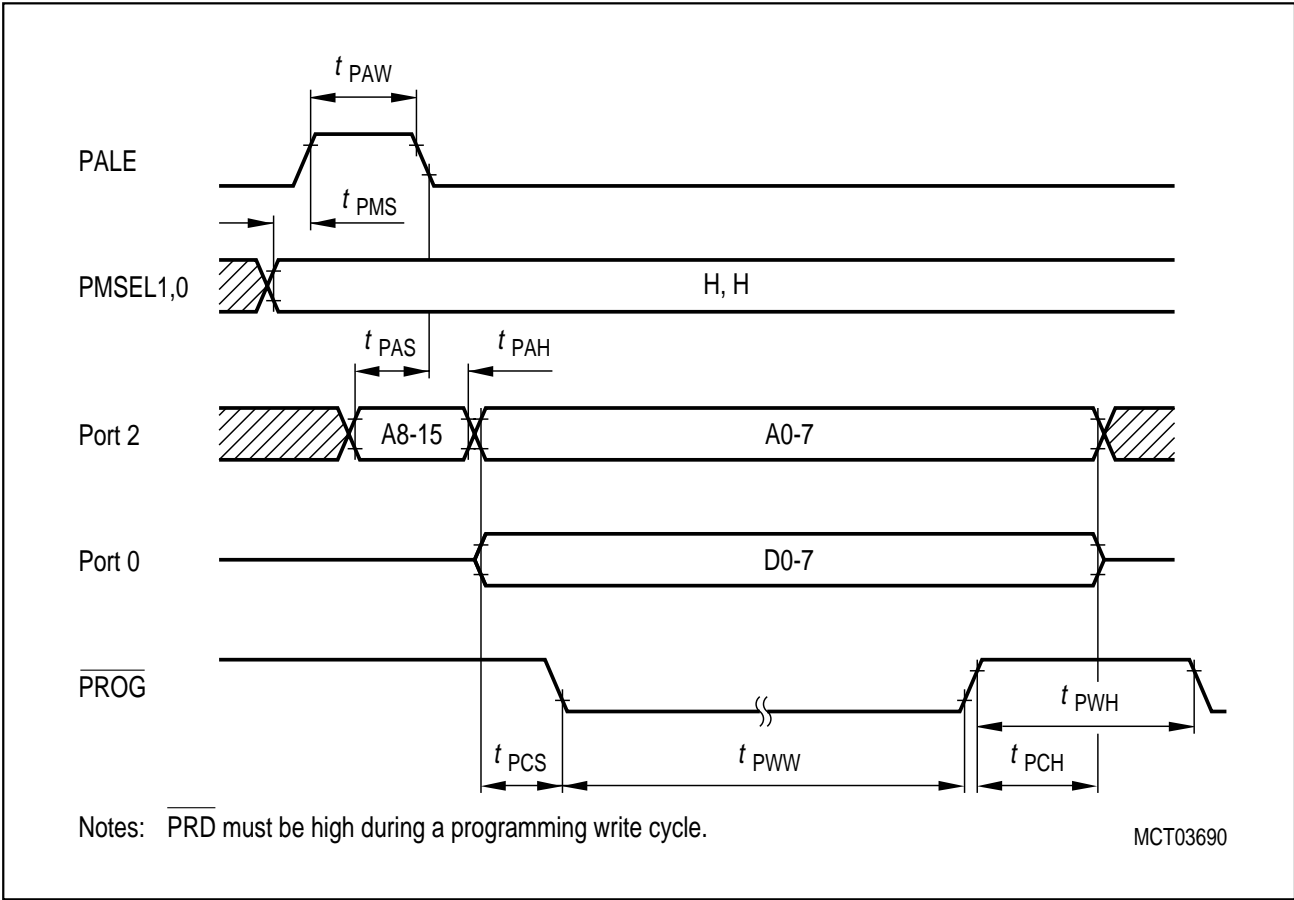 t PAW
PALE
t PMS
PMSEL1,0
H, H
t PAS
t PAH
Port 2
A8-15
A0-7
Port 0
D0-7
PROG
t PWH
t PCS
t PWW
t PCH
Notes: PRD must be high during a programming write cycle.
MCT03690